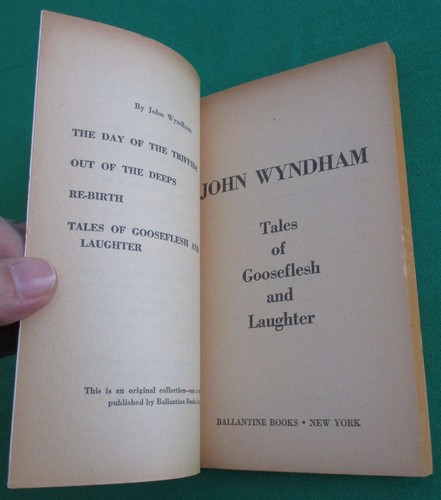 By John Wyndham
THE DAY OF THE TRIFFIDS
OUT OF THE DEEPS
RE-BIRTH
TALES OF GOOSEFLESH AND
LAUGHTER
This is an original collection—not
published by Ballantine Books,
JOHN WYNDHAM
Tales
of
Gooseflesh
and
Laughter
BALLANTINE BOOKS • NEW YORK